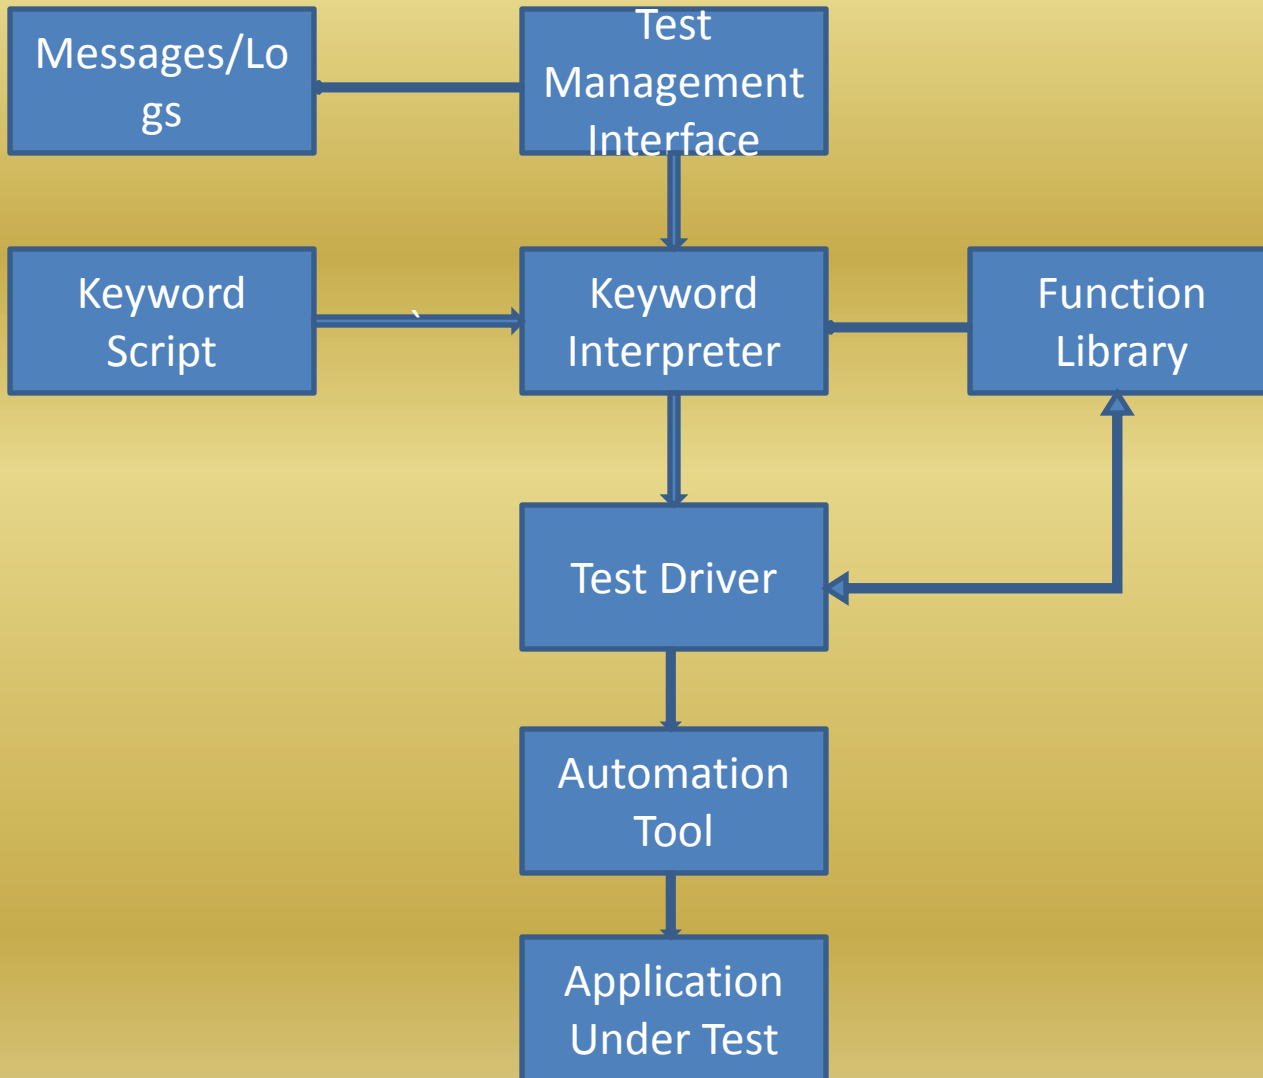 Messages/Lo
gs
Test
Management
Interface
Keyword
Script
`
Keyword
Interpreter
Function
Library
Test Driver
Automation
Tool
Application
Under Test